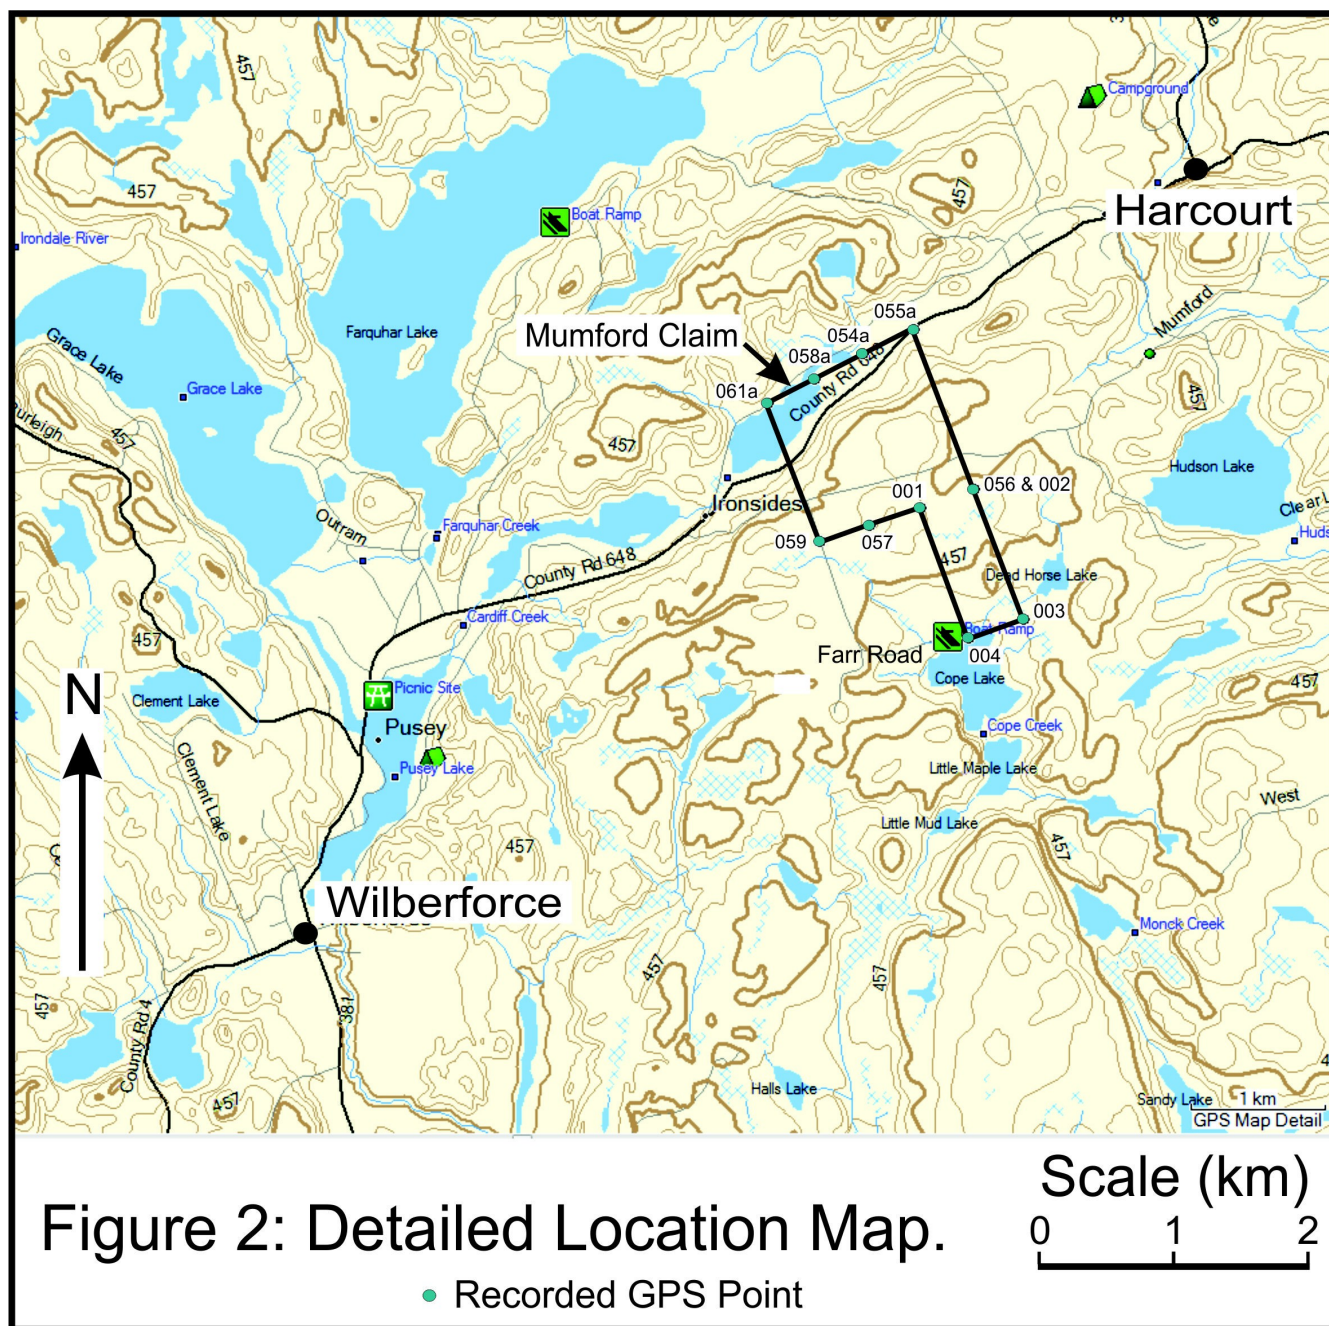 457
Campground
Harcourt
457
457
Boat Ramp
Irondale River
Farquhar Lake
Mumford
055a
Mumford Claim
054a
058a
061a
County Rd 648
Grace Lake
Grace Lake
457
457
457
Hudson Lake
056 & 002
001
Ironsides
Outram
Farquhar Creek
059
057
457
Dead Horse Lake
County Rd 648
Cardiff Creek
003
Boat Ramp
004
Farr Road
Cope Lake
457
N
Clement Lake
Picnic Site
457
Pusey
Cope Creek
Pusey Lake
Little Maple Lake
Clement Lake
West
Little Mud Lake
457
457
Wilberforce
Monck Creek
457
457
457
381
County Rd 4
457
Halls Lake
Sandy Lake
1 km
GPS Map Detail
Scale (km)
0 1 2
Figure 2: Detailed Location Map.
Recorded GPS Point